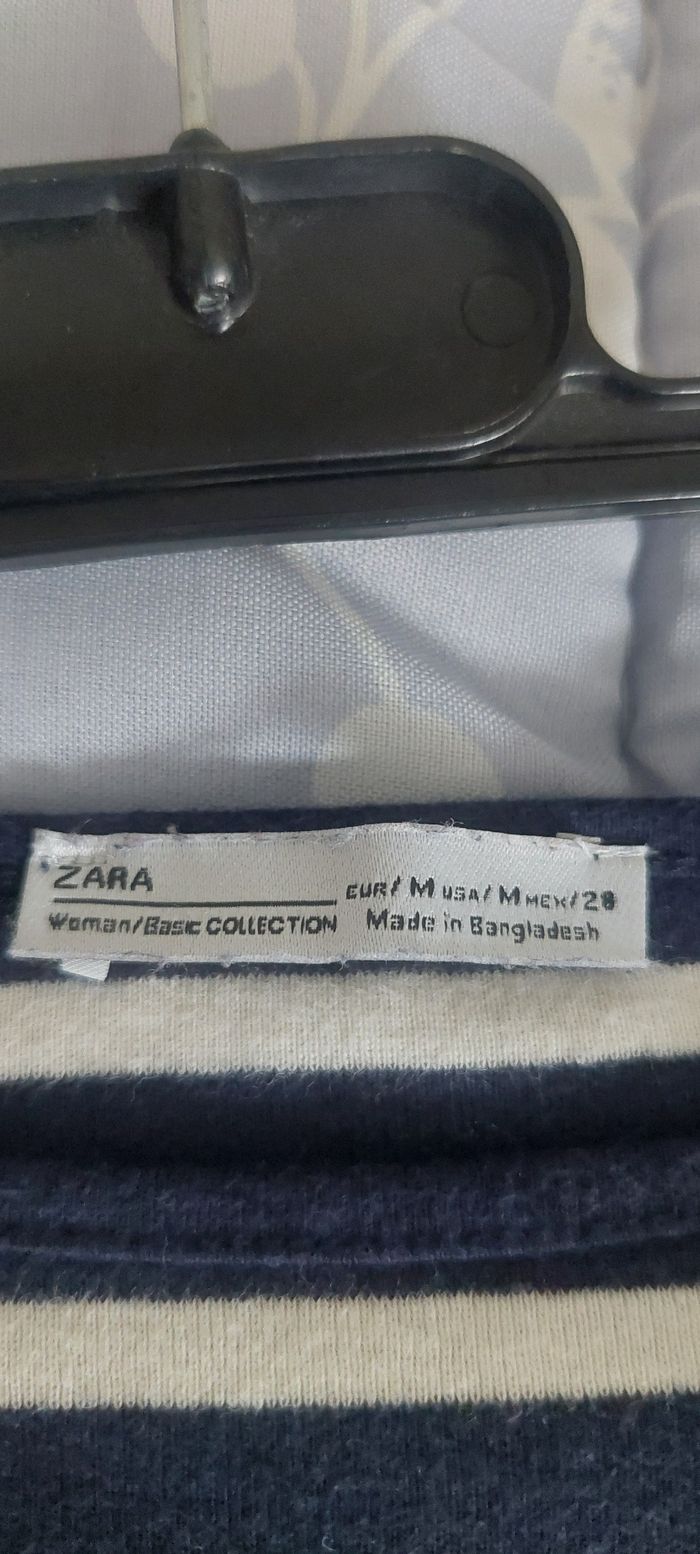 ZARA
Woman/Basic COLLECTION
EUR/ M USA/ M MEX/28
Made in Bangladesh